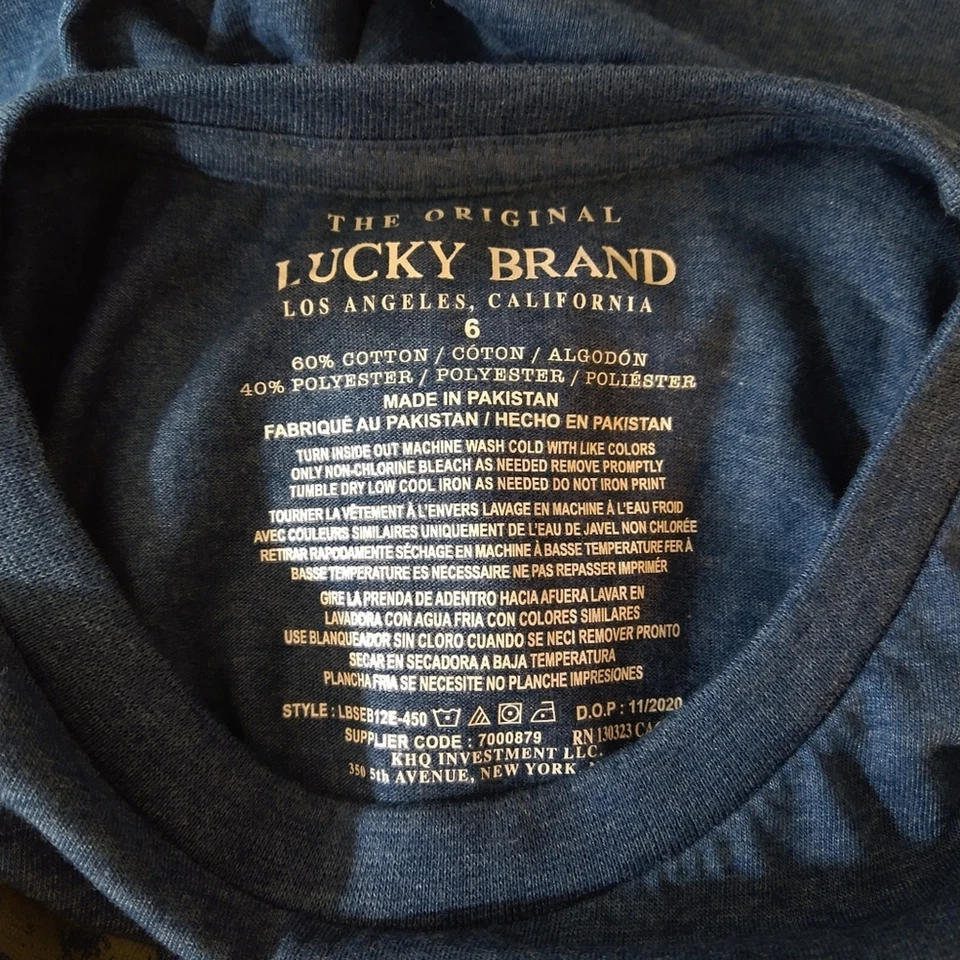 THE ORIGINAL
LUCKY BRAND
LOS ANGELES, CALIFORNIA
6
60% COTTON / CÓTON / ALGODÓN
40% POLYESTER / POLYESTER / POLIÉSTER
MADE IN PAKISTAN
FABRIQUÉ AU PAKISTAN / HECHO EN PAKISTAN
TURN INSIDE OUT MACHINE WASH COLD WITH LIKE COLORS
ONLY NON-CHLORINE BLEACH AS NEEDED REMOVE PROMPTLY
TUMBLE DRY LOW COOL IRON AS NEEDED DO NOT IRON PRINT
TOURNER LA VÊTEMENT À L'ENVERS LAVAGE EN MACHINE À L'EAU FROID
AVEC COULEURS SIMILAIRES UNIQUEMENT DE L'EAU DE JAVEL NON CHLORÉE
RETIRAR RAPODAMENTE SÉCHAGE EN MACHINE À BASSE TEMPERATURE FER À
BASSE TEMPERATURE ES NECESSAIRE NE PAS REPASSER IMPRIMÉR
GIRE LA PRENDA DE ADENTRO HACIA AFUERA LAVAR EN
LAVADORA CON AGUA FRIA CON COLORES SIMILARES
USE BLANQUEADOR SIN CLORO CUANDO SE NECI REMOVER PRONTO
SECAR EN SECADORA A BAJA TEMPERATURA
PLANCHA FRIA SE NECESITE NO PLANCHE IMPRESIONES
STYLE : LBSEB12E-450 D.O.P : 11/2020
SUPPLIER CODE : 7000879 RN 130323
KHQ INVESTMENT LLC.
350 5th AVENUE, NEW YORK